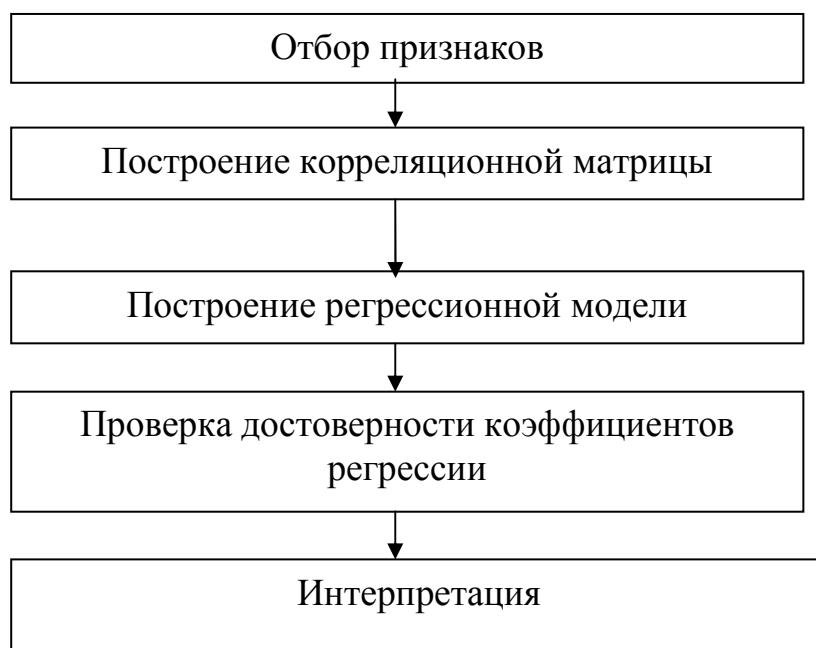 Отбор признаков
Построение корреляционной матрицы
Построение регрессионной модели
Проверка достоверности коэффициентов
регрессии
Интерпретация